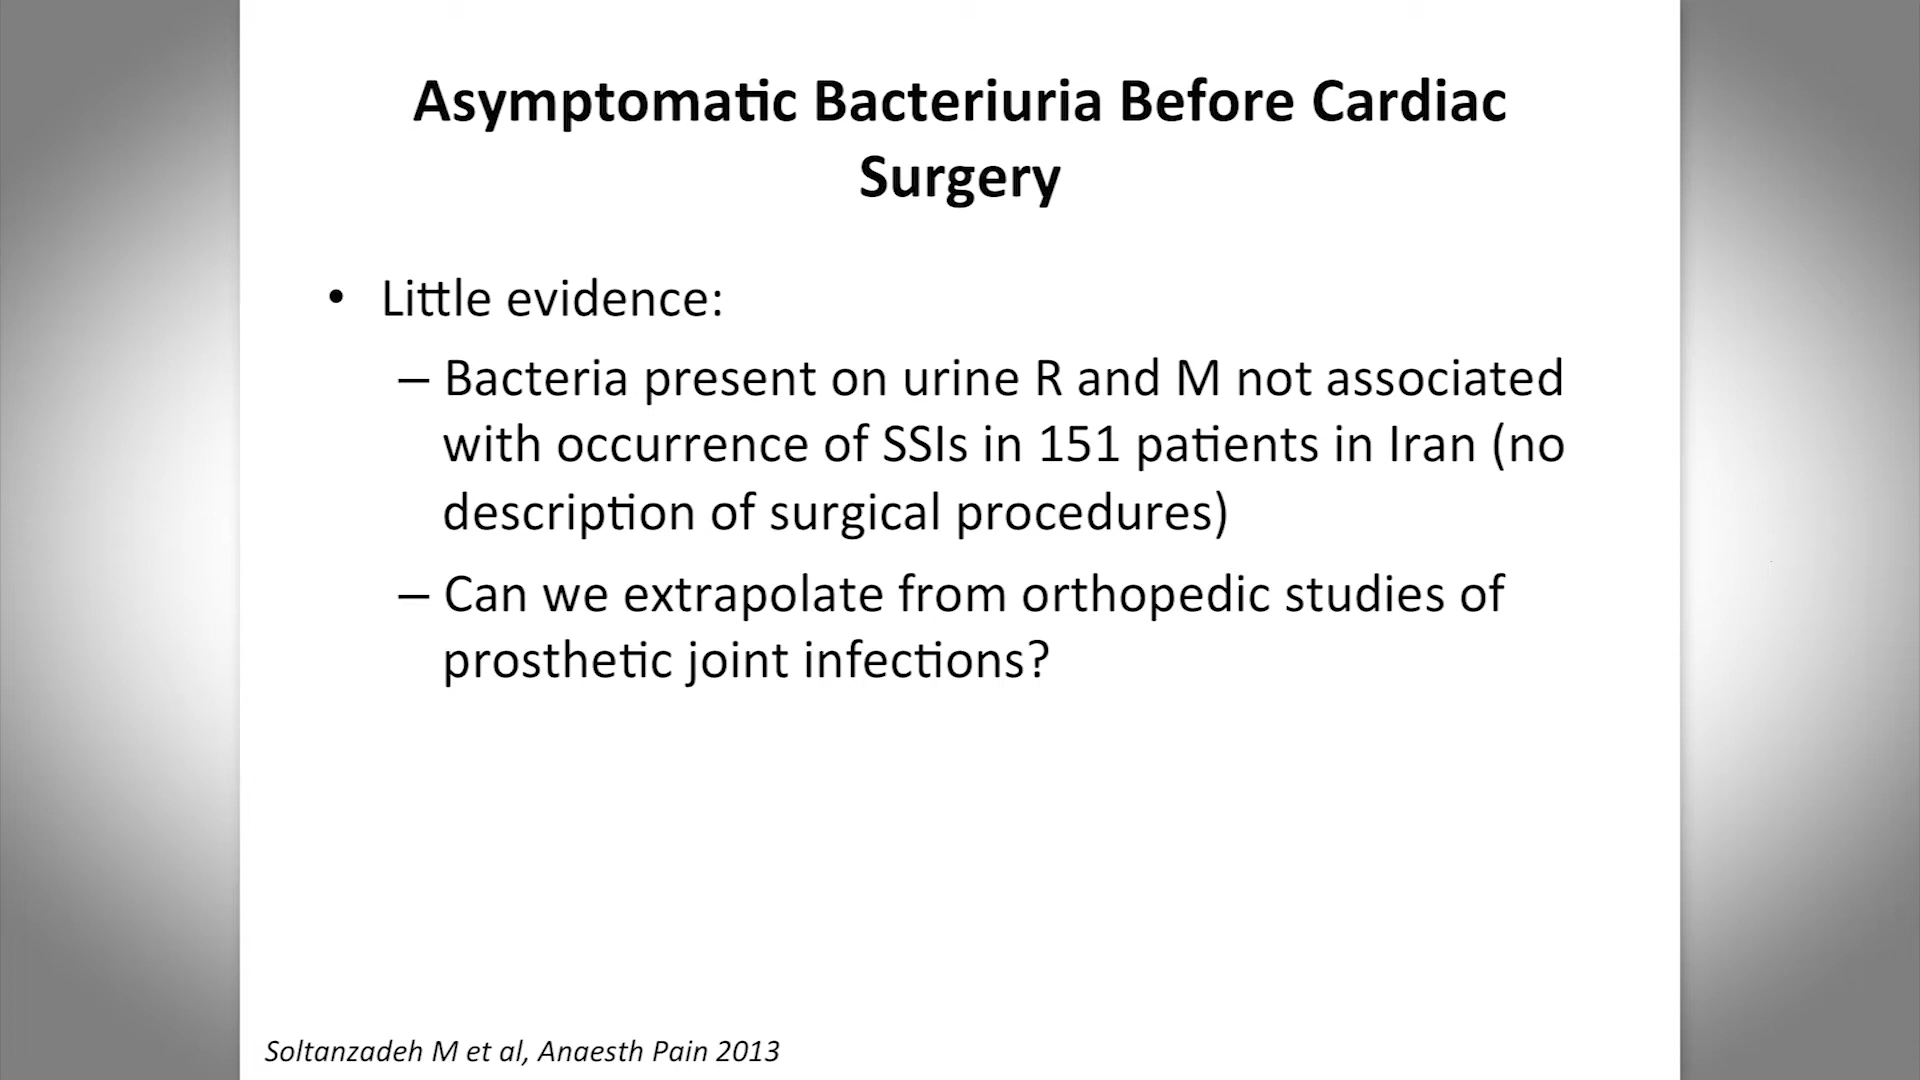 Asymptomatic Bacteriuria Before Cardiac
Surgery
• Little evidence:
– Bacteria present on urine R and M not associated
with occurrence of SSIs in 151 patients in Iran (no
description of surgical procedures)
– Can we extrapolate from orthopedic studies of
prosthetic joint infections?
Soltanzadeh M et al, Anaesth Pain 2013